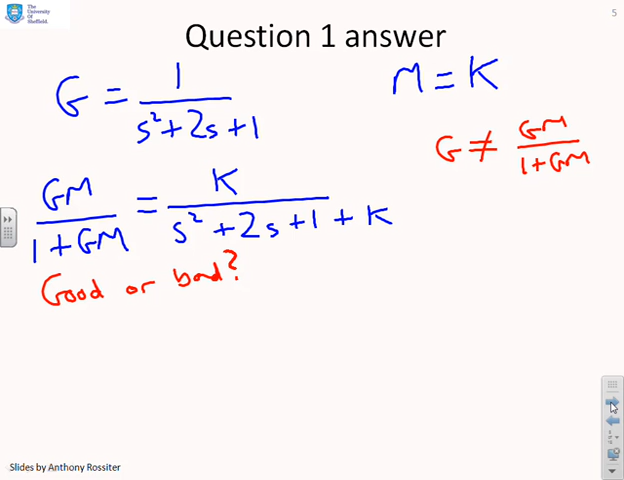 The
University
Of
Sheffield.
5
Question 1 answer
G = 1 / (s² + 2s + 1)
M = K
G ≠ GM / (1 + GM)
GM / (1 + GM) = K / (s² + 2s + 1 + K)
Good or bad?
Slides by Anthony Rossiter